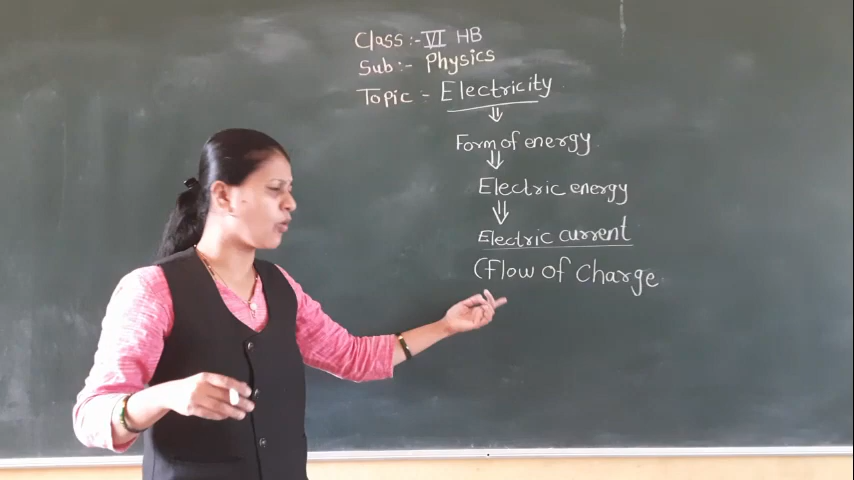 Class :- VI HB
Sub :- Physics
Topic - Electricity
⇓
Form of energy
⇓
Electric energy
⇓
Electric current
(Flow of charge